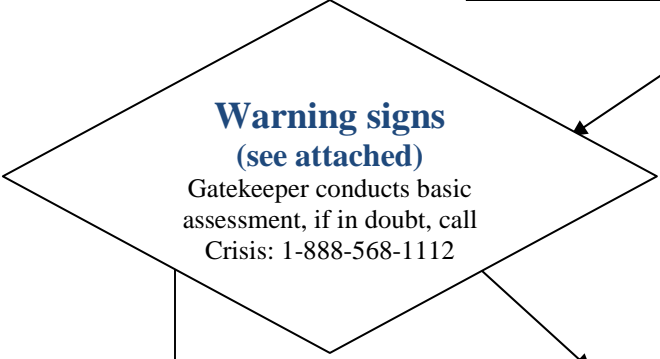 Warning signs
(see attached)
Gatekeeper conducts basic
assessment, if in doubt, call
Crisis: 1-888-568-1112